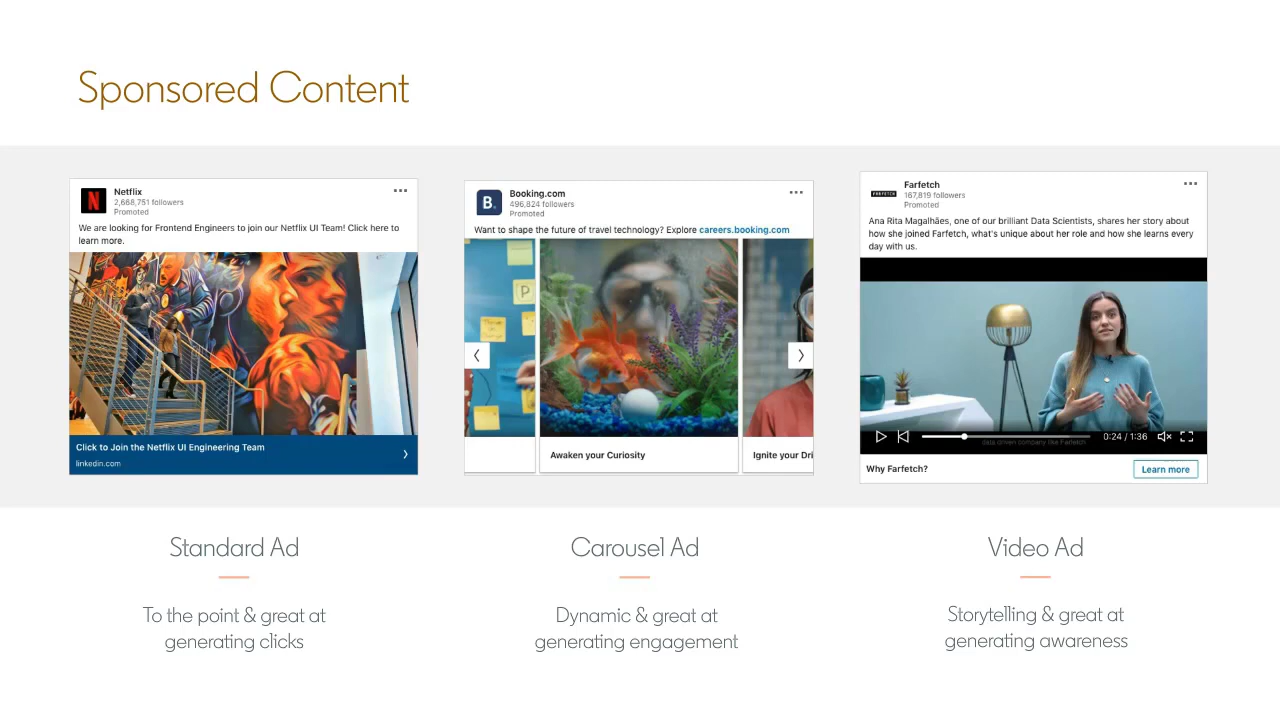 Sponsored Content
Netflix
2,668,751 followers
Promoted
We are looking for Frontend Engineers to join our Netflix UI Team! Click here to
learn more.
Click to Join the Netflix UI Engineering Team
linkedin.com
Standard Ad
To the point & great at
generating clicks
B.
Booking.com
496,824 followers
Promoted
Want to shape the future of travel technology? Explore careers.booking.com
P
Awaken your Curiosity
Ignite your Dri
Carousel Ad
Dynamic & great at
generating engagement
FARFETCH
Farfetch
167,819 followers
Promoted
Ana Rita Magalhães, one of our brilliant Data Scientists, shares her story about
how she joined Farfetch, what's unique about her role and how she learns every
day with us.
data driven company like Farfetch
0:24 / 1:36
Why Farfetch?
Learn more
Video Ad
Storytelling & great at
generating awareness